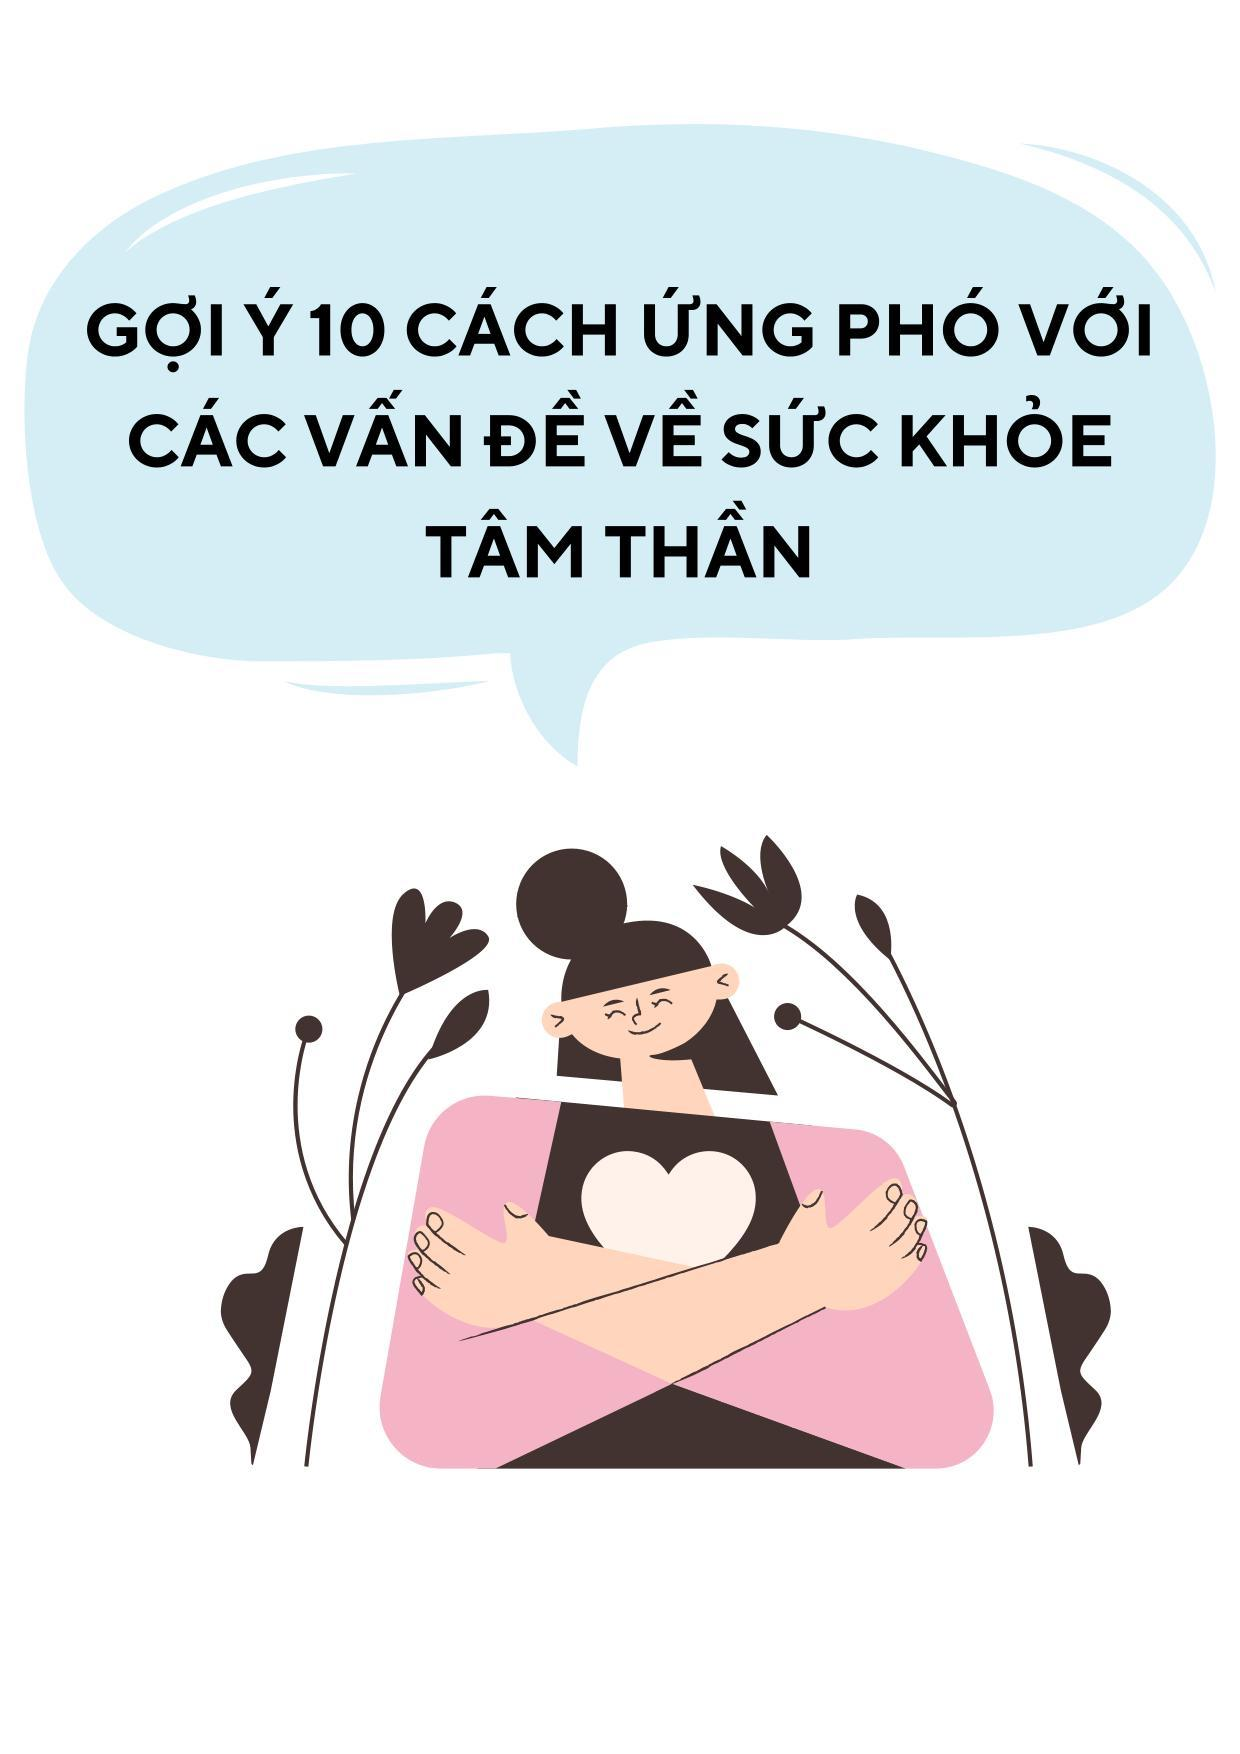 GỢI Ý 10 CÁCH ỨNG PHÓ VỚI
CÁC VẤN ĐỀ VỀ SỨC KHỎE
TÂM THẦN